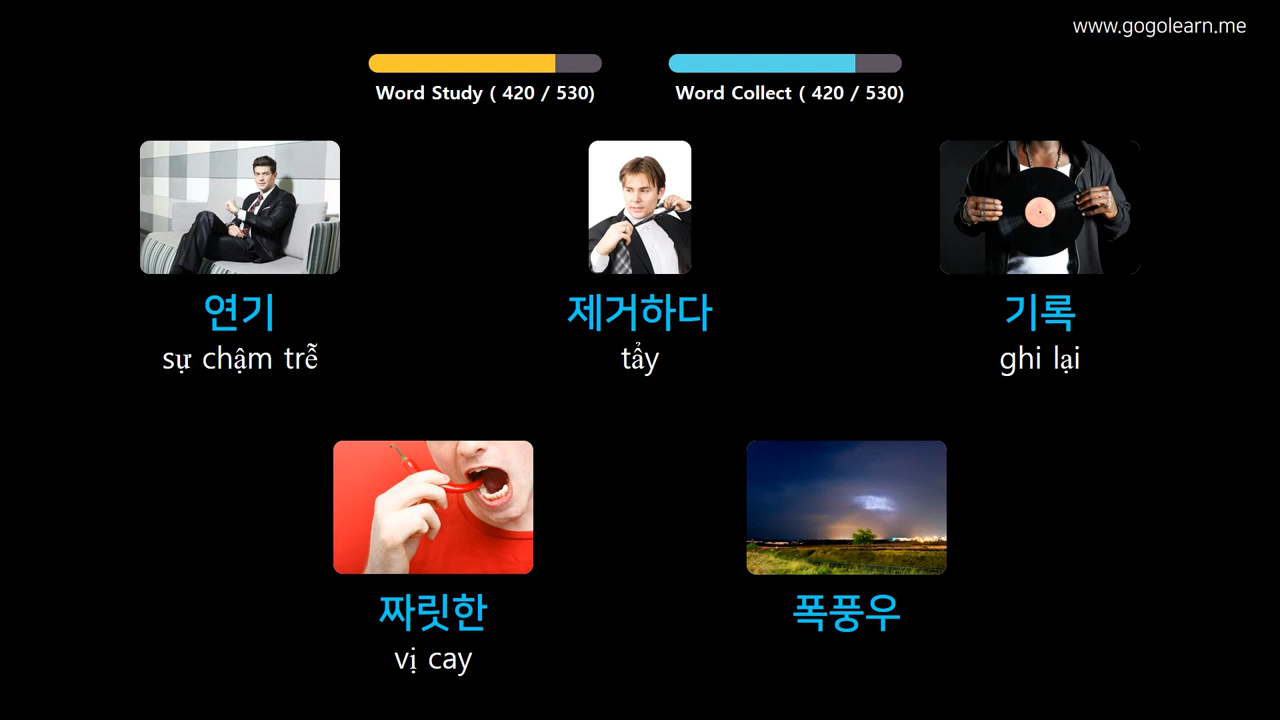 www.gogolearn.me
Word Study ( 420 / 530)
Word Collect ( 420 / 530)
연기
sự chậm trễ
제거하다
tẩy
기록
ghi lại
짜릿한
vị cay
폭풍우